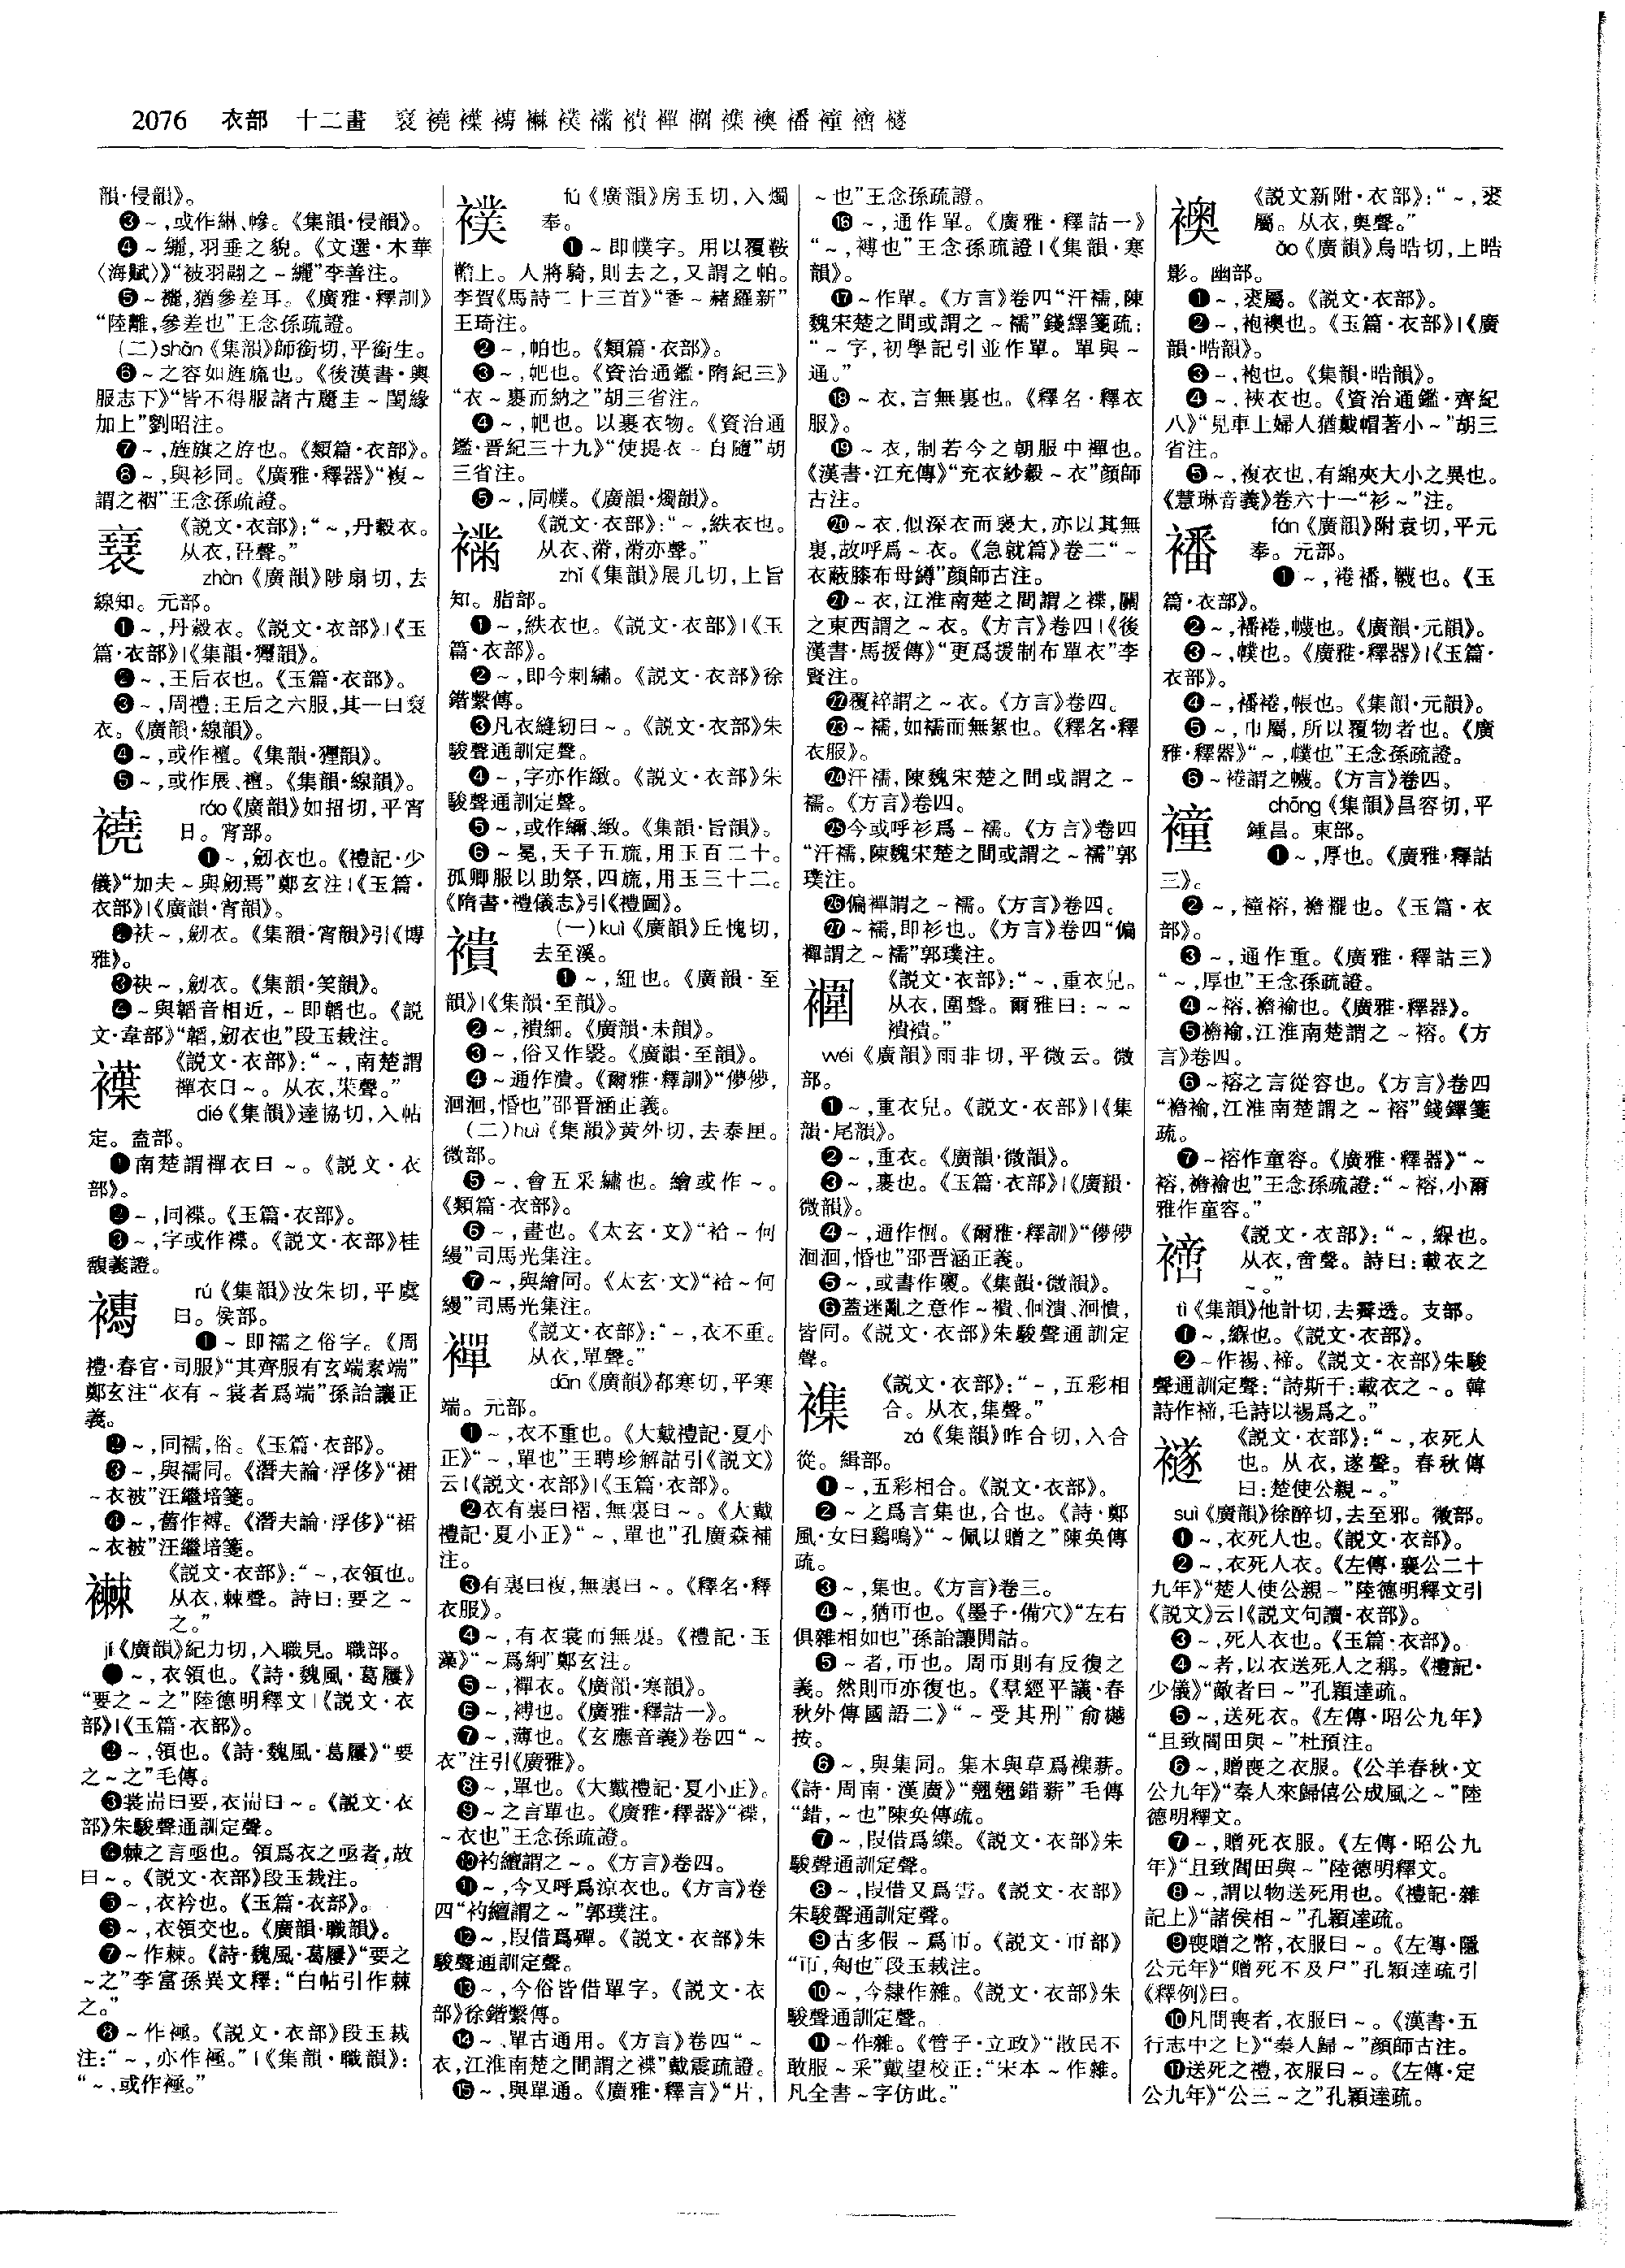 2076 衣部 十二畫 袬襓褋襦襋襆襔襀襌褘襍襖襎襱禬襚
韻·侵韻》。
❸～,或作綝、幓。《集韻·侵韻》。
❹～纚,羽垂之貌。《文選·木華
〈海賦〉》“被羽翮之～纚”李善注。
❺～襹,猶參差耳。《廣雅·釋訓》
“陸離,參差也”王念孫疏證。
(二)shān《集韻》師銜切,平銜生。
❻～之容如旌旒也。《後漢書·輿
服志下》“皆不得服諸古麗圭～閨緣
加上”劉昭注。
❼～,旌旗之斿也。《類篇·衣部》。
❽～,與衫同。《廣雅·釋器》“複～
謂之裀”王念孫疏證。
《説文·衣部》:“～,丹縠衣。
从衣,㠭聲。”
zhàn《廣韻》陟扇切,去
線知。元部。
❶～,丹縠衣。《説文·衣部》|《玉
篇·衣部》|《集韻·獮韻》。
❷～,王后衣也。《玉篇·衣部》。
❸～,周禮:王后之六服,其一曰
衣。《廣韻·線韻》。
❹～,或作襢。《集韻·獮韻》。
❺～,或作展、襢。《集韻·線韻》。
襓
ráo《廣韻》如招切,平宵
日。宵部。
❶～,劒衣也。《禮記·少
儀》“加夫～與劒焉”鄭玄注|《玉篇·
衣部》|《廣韻·宵韻》。
❷袚～,劒衣。《集韻·宵韻》引《博
雅》。
❸袂～,劍衣。《集韻·笑韻》。
❹～與韜音相近,～即韜也。《説
文·韋部》“韜,劒衣也”段玉裁注。
《説文·衣部》:“～,南楚謂
襌衣曰～。从衣,枼聲。”
dié《集韻》達協切,入帖
定。盍部。
❶南楚謂襌衣曰～。《説文·衣
部》。
❷～,同褋。《玉篇·衣部》。
❸～,字或作褋。《説文·衣部》桂
馥義證。
rú《集韻》汝朱切,平虞
日。侯部。
❶～即襦之俗字。《周
禮·春官·司服》“其齊服有玄端素端”
鄭玄注“衣有～裳者爲端”孫詒讓正
義。
❷～,同襦,俗。《玉篇·衣部》。
❸～,與襦同。《潛夫論·浮侈》“裙
～衣被”汪繼培箋。
❹～,舊作襑。《潛夫論·浮侈》“裙
～衣被”汪繼培箋。
襋
《説文·衣部》:“～,衣領也。
从衣,棘聲。詩曰:要之～
之。”
jí《廣韻》紀力切,入職見。職部。
❶～,衣領也。《詩·魏風·葛屨》
“要之～之”陸德明釋文|《説文·衣
部》|《玉篇·衣部》。
❷～,領也。《詩·魏風·葛屨》“要
之～之”毛傳。
❸裳耑曰要,衣耑曰～。《説文·衣
部》朱駿聲通訓定聲。
❹棘之言亟也。領爲衣之亟者,故
曰～。《説文·衣部》段玉裁注。
❺～,衣衿也。《玉篇·衣部》。
❻～,衣領交也。《廣韻·職韻》。
❼～作棘。《詩·魏風·葛屨》“要之
～之”李富孫異文釋:“白帖引作棘
之。”
❽～作襋。《説文·衣部》段玉裁
注:“～,亦作極。”|《集韻·職韻》:
“～,或作極。”
襆
fú《廣韻》房玉切,入燭
奉。
❶～即幞字。用以覆鞍
韂上。人將騎,則去之,又謂之帕。
李賀《馬詩二十三首》“香～赭羅新”
王琦注。
❷～,帕也。《類篇·衣部》。
❸～,帊也。《資治通鑑·隋紀三》
“衣～裹而納之”胡三省注。
❹～,帊也。以裹衣物。《資治通
鑑·晋紀三十九》“使提衣～自隨”胡
三省注。
❺～,同幞。《廣韻·燭韻》。
《説文·衣部》:“～,紩衣也。
从衣、黹,黹亦聲。”
zhǐ《集韻》展几切,上旨
知。脂部。
❶～,紩衣也。《説文·衣部》|《玉
篇·衣部》。
❷～,即今刺繡。《説文·衣部》徐
鍇繫傳。
❸凡衣縫紉曰～。《説文·衣部》朱
駿聲通訓定聲。
❹～,字亦作緻。《説文·衣部》朱
駿聲通訓定聲。
❺～,或作繭、緻。《集韻·旨韻》。
❻～冕,天子五旒,用玉百二十。
孤卿服以助祭,四旒,用玉三十二。
《隋書·禮儀志》引《禮圖》。
襀
(一)kuì《廣韻》丘愧切,
去至溪。
❶～,紐也。《廣韻·至
韻》|《集韻·至韻》。
❷～,襀紐。《廣韻·未韻》。
❸～,俗又作褽。《廣韻·至韻》。
❹～通作潰。《爾雅·釋訓》“儚儚,
洄洄,惛也”邵晋涵正義。
(二)huì《集韻》黄外切,去泰匣。
微部。
❺～,會五采繡也。繪或作～。
《類篇·衣部》。
❻～,畫也。《太玄·文》“袷～何
縵”司馬光集注。
❼～,與繪同。《太玄·文》“袷～何
縵”司馬光集注。
襌
《説文·衣部》:“～,衣不重。
从衣,單聲。”
dān《廣韻》都寒切,平寒
端。元部。
❶～,衣不重也。《大戴禮記·夏小
正》“～,單也”王聘珍解詁引《説文》
云|《説文·衣部》|《玉篇·衣部》。
❷衣有裏曰褶,無裏曰～。《大戴
禮記·夏小正》“～,單也”孔廣森補
注。
❸有裏曰複,無裏曰～。《釋名·釋
衣服》。
❹～,有衣裳而無裏。《禮記·玉
藻》“～爲絅”鄭玄注。
❺～,襌衣。《廣韻·寒韻》。
❻～,襑也。《廣雅·釋詁一》。
❼～,薄也。《玄應音義》卷四“～
衣”注引《廣雅》。
❽～,單也。《大戴禮記·夏小正》。
❾～之言單也。《廣雅·釋器》“褋,
～衣也”王念孫疏證。
❿袀䙱謂之～。《方言》卷四。
⓫～,今又呼爲涼衣也。《方言》卷
四“袀䙱謂之～”郭璞注。
⓬～,叚借爲殫。《説文·衣部》朱
駿聲通訓定聲。
⓭～,今俗皆借單字。《説文·衣
部》徐鍇繫傳。
⓮～、單古通用。《方言》卷四“～
衣,江淮南楚之間謂之褋”戴震疏證。
⓯～,與單通。《廣雅·釋言》“片,
～也”王念孫疏證。
⓰～,通作單。《廣雅·釋詁一》
“～,襑也”王念孫疏證|《集韻·寒
韻》。
⓱～作單。《方言》卷四“汗襦,陳
魏宋楚之間或謂之～襦”錢繹箋疏:
“～字,初學記引並作單。單與～
通。”
⓲～衣,言無裏也。《釋名·釋衣
服》。
⓳～衣,制若今之朝服中襌也。
《漢書·江充傳》“充衣紗縠～衣”顔師
古注。
⓴～衣,似深衣而褒大,亦以其無
裏,故呼爲～衣。《急就篇》卷二“～
衣蔽膝布母繜”顔師古注。
㉑～衣,江淮南楚之間謂之褋,關
之東西謂之～衣。《方言》卷四|《後
漢書·馬援傳》“更爲援制布單衣”李
賢注。
㉒覆䘹謂之～衣。《方言》卷四。
㉓～襦,如襦而無絮也。《釋名·釋
衣服》。
㉔汗襦,陳魏宋楚之間或謂之～
襦。《方言》卷四。
㉕今或呼衫爲～襦。《方言》卷四
“汗襦,陳魏宋楚之間或謂之～襦”郭
璞注。
㉖偏襌謂之～襦。《方言》卷四。
㉗～襦,即衫也。《方言》卷四“偏
襌謂之～襦”郭璞注。
《説文·衣部》:“～,重衣皃。
从衣,圍聲。爾雅曰:～～
襀襀。”
wéi《廣韻》雨非切,平微云。微
部。
❶～,重衣皃。《説文·衣部》|《集
韻·尾韻》。
❷～,重衣。《廣韻·微韻》。
❸～,裹也。《玉篇·衣部》|《廣韻·
微韻》。
❹～,通作恛。《爾雅·釋訓》“儚儚
洄洄,惛也”邵晋涵正義。
❺～,或書作褽。《集韻·微韻》。
❻蓋迷亂之意作～襀、佪潰、洄憒,
皆同。《説文·衣部》朱駿聲通訓定
聲。
襍
《説文·衣部》:“～,五彩相
合。从衣,集聲。”
zá《集韻》昨合切,入合
從。緝部。
❶～,五彩相合。《説文·衣部》。
❷～之爲言集也,合也。《詩·鄭
風·女曰鷄鳴》“～佩以贈之”陳奂傳
疏。
❸～,集也。《方言》卷三。
❹～,猶帀也。《墨子·備穴》“左右
俱雜相如也”孫詒讓閒詁。
❺～者,帀也。周帀則有反復之
義。然則帀亦復也。《羣經平議·春
秋外傳國語二》“～受其刑”俞樾
按。
❻～,與集同。集木與草爲襍薪。
《詩·周南·漢廣》“翹翹錯薪”毛傳
“錯,～也”陳奂傳疏。
❼～,叚借爲緤。《説文·衣部》朱
駿聲通訓定聲。
❽～,叚借又爲䨏。《説文·衣部》
朱駿聲通訓定聲。
❾古多假～爲帀。《説文·帀部》
“帀,匊也”段玉裁注。
❿～,今隸作雜。《説文·衣部》朱
駿聲通訓定聲。
⓫～作雜。《管子·立政》“散民不
敢服～采”戴望校正:“宋本～作雜。
凡全書～字仿此。”
襖
《説文新附·衣部》:“～,裘
屬。从衣,奥聲。”
ǎo《廣韻》烏晧切,上晧
影。幽部。
❶～,裘屬。《説文·衣部》。
❷～,袍襖也。《玉篇·衣部》|《廣
韻·晧韻》。
❸～,袍也。《集韻·晧韻》。
❹～,裌衣也。《資治通鑑·齊紀
八》“見車上婦人猶戴帽著小～”胡三
省注。
❺～,複衣也,有綿夾大小之異也。
《慧琳音義》卷六十一“衫～”注。
襎
fán《廣韻》附袁切,平元
奉。元部。
❶～,裷襎,韈也。《玉
篇·衣部》。
❷～,襎裷,幭也。《廣韻·元韻》。
❸～,幞也。《廣雅·釋器》|《玉篇·
衣部》。
❹～,襎裷,帳也。《集韻·元韻》。
❺～,巾屬,所以覆物者也。《廣
雅·釋器》“～,幞也”王念孫疏證。
❻～裷謂之幭。《方言》卷四。
chōng《集韻》昌容切,平
鍾昌。東部。
❶～,厚也。《廣雅·釋詁
三》。
❷～,䙟褣,襜襬也。《玉篇·衣
部》。
❸～,通作重。《廣雅·釋詁三》
“～,厚也”王念孫疏證。
❹～褣,襜褕也。《廣雅·釋器》。
❺襜褕,江淮南楚謂之～褣。《方
言》卷四。
❻～褣之言從容也。《方言》卷四
“襜褕,江淮南楚謂之～褣”錢繹箋
疏。
❼～褣作童容。《廣雅·釋器》“～
褣,襜褕也”王念孫疏證:“～褣,小爾
雅作童容。”
《説文·衣部》:“～,緥也。
从衣,啻聲。詩曰:載衣之
～。”
tì《集韻》他計切,去霽透。支部。
❶～,緥也。《説文·衣部》。
❷～作裼、褅。《説文·衣部》朱駿
聲通訓定聲:“詩斯干:載衣之～。韓
詩作褅,毛詩以裼爲之。”
襚
《説文·衣部》:“～,衣死人
也。从衣,遂聲。春秋傳
曰:楚使公親～。”
suì《廣韻》徐醉切,去至邪。微部。
❶～,衣死人也。《説文·衣部》。
❷～,衣死人衣。《左傳·襄公二十
九年》“楚人使公親～”陸德明釋文引
《説文》云|《説文句讀·衣部》。
❸～,死人衣也。《玉篇·衣部》。
❹～者,以衣送死人之稱。《禮記·
少儀》“敵者曰～”孔穎達疏。
❺～,送死衣。《左傳·昭公九年》
“且致閻田與～”杜預注。
❻～,贈喪之衣服。《公羊春秋·文
公九年》“秦人來歸僖公成風之～”陸
德明釋文。
❼～,贈死衣服。《左傳·昭公九
年》“且致閻田與～”陸德明釋文。
❽～,謂以物送死用也。《禮記·雜
記上》“諸侯相～”孔穎達疏。
❾喪贈之幣,衣服曰～。《左傳·隱
公元年》“贈死不及尸”孔穎達疏引
《釋例》曰。
❿凡問喪者,衣服曰～。《漢書·五
行志中之上》“秦人歸～”顔師古注。
⓫送死之禮,衣服曰～。《左傳·定
公九年》“公三～之”孔穎達疏。